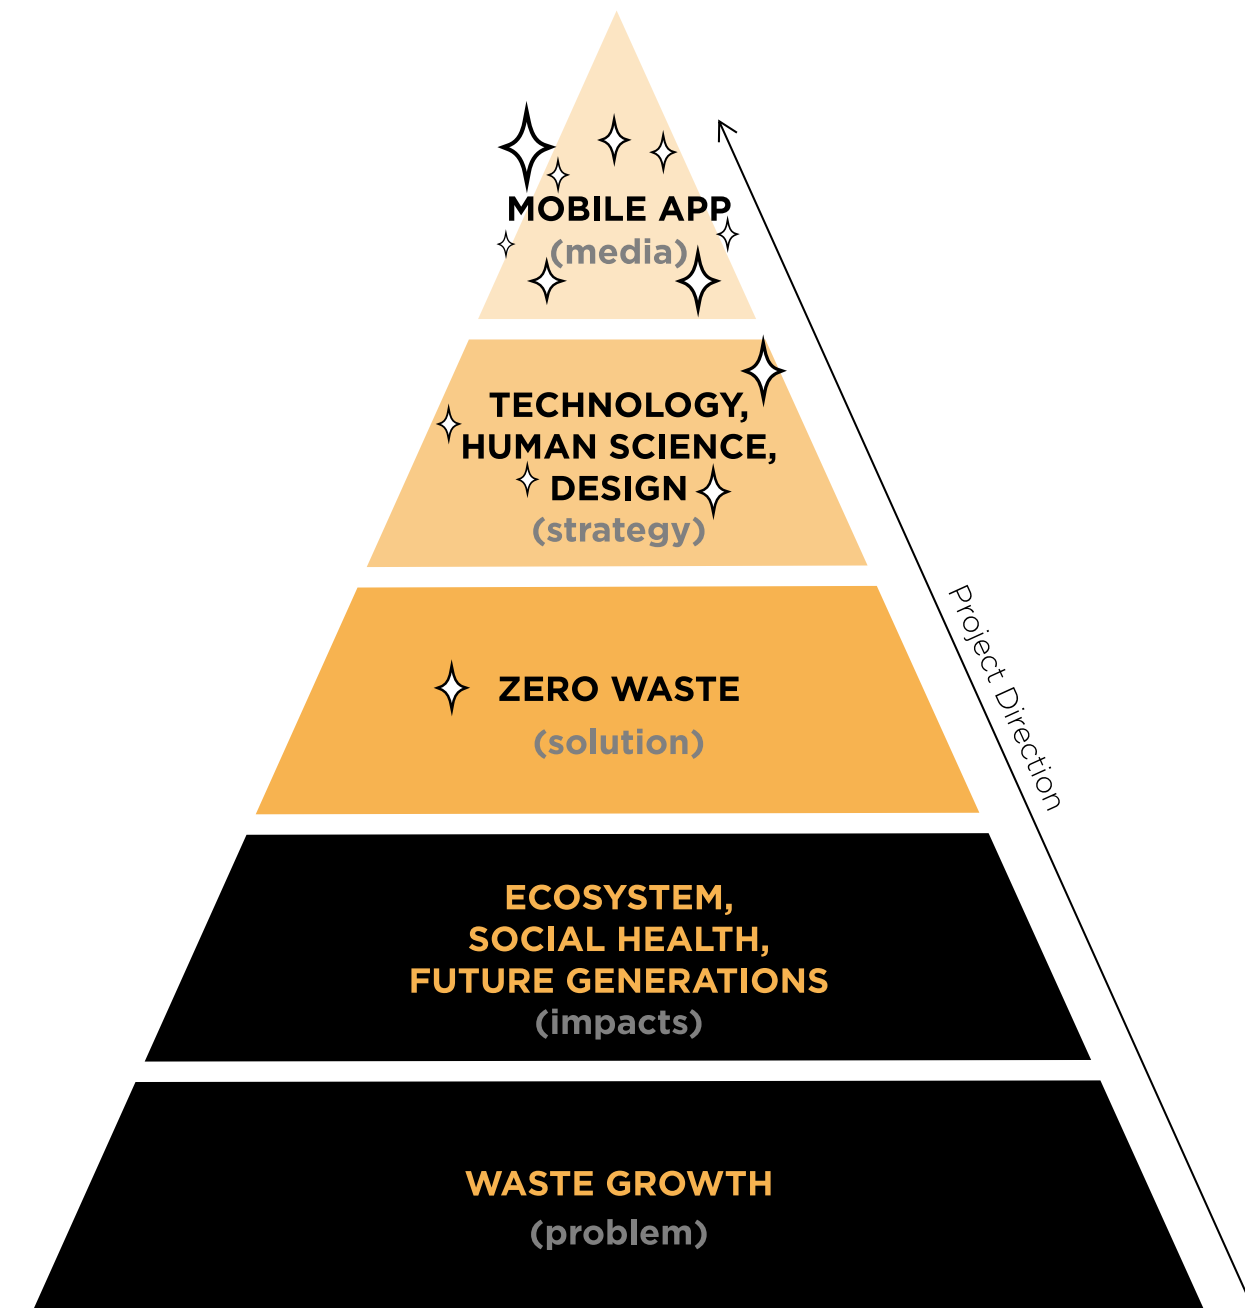 MOBILE APP
(media)
TECHNOLOGY,
HUMAN SCIENCE,
DESIGN
(strategy)
Project Direction
ZERO WASTE
(solution)
ECOSYSTEM,
SOCIAL HEALTH,
FUTURE GENERATIONS
(impacts)
WASTE GROWTH
(problem)